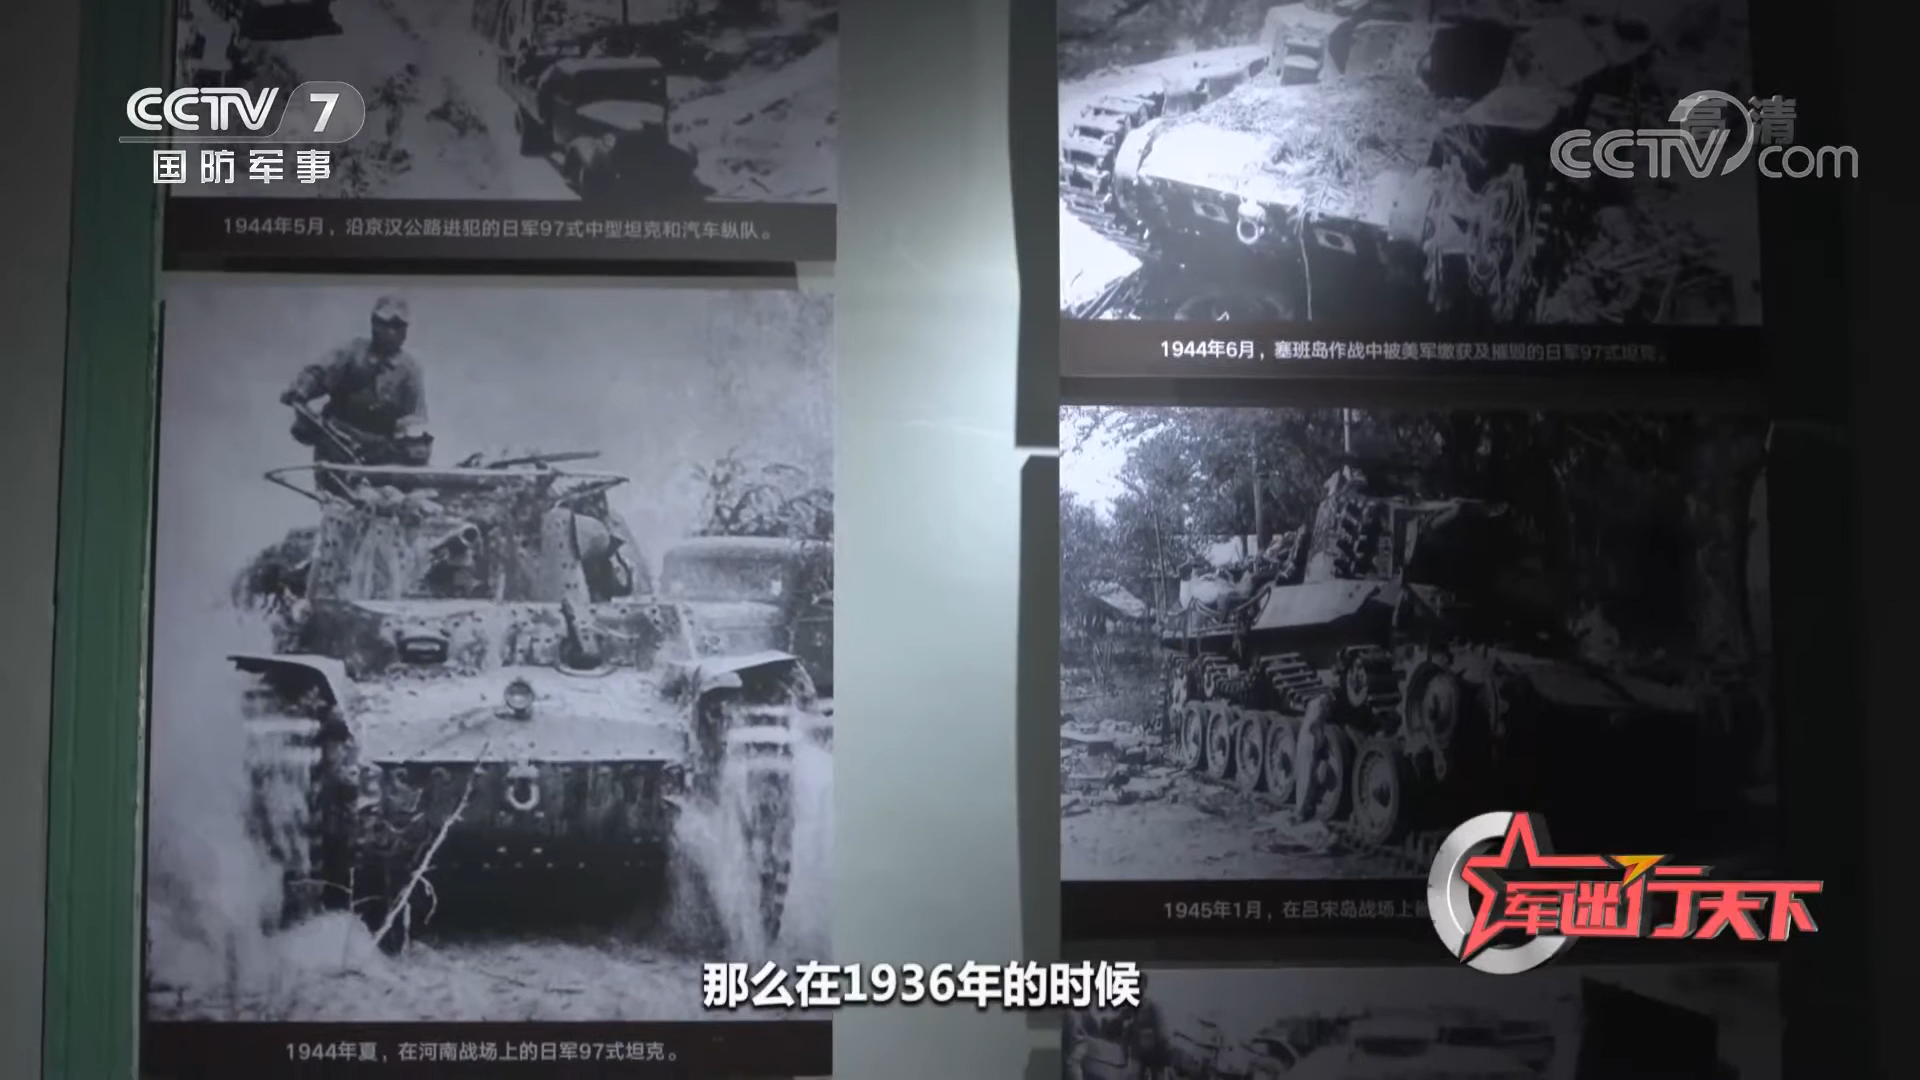 CCTV 7
国防军事
高清
CCTV com
1944年5月，沿京汉公路进犯的日军97式中型坦克和汽车纵队。
1944年6月，塞班岛作战中被美军缴获及摧毁的日军97式坦克。
1945年1月，在吕宋岛战场上
军迷行天下
那么在1936年的时候
1944年夏，在河南战场上的日军97式坦克。